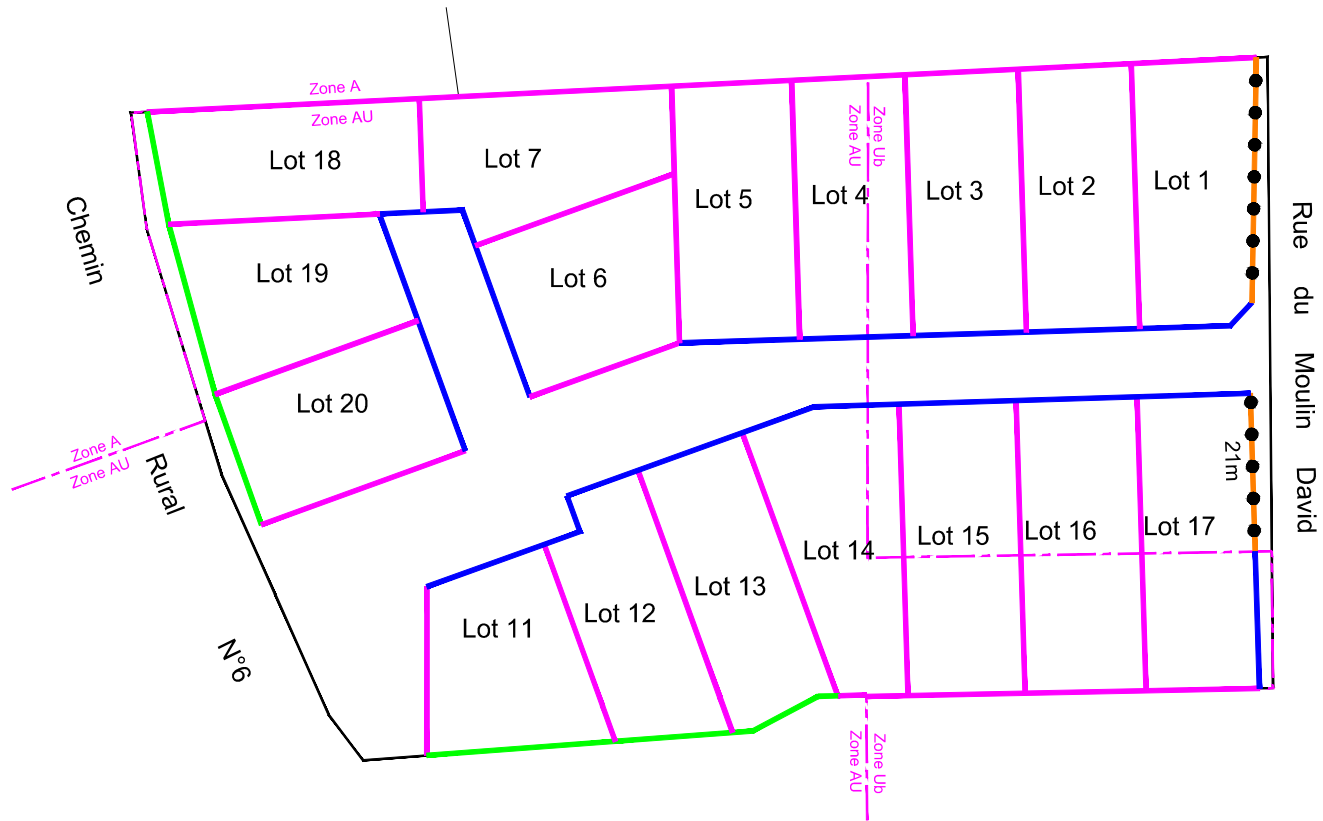 Zone A
Zone AU
Lot 18
Lot 7
Zone Ub
Zone AU
Lot 5
Lot 4
Lot 3
Lot 2
Lot 1
Chemin
Lot 19
Lot 6
Rue du Moulin David
Lot 20
Zone A
Zone AU
Rural
21m
Lot 14
Lot 15
Lot 16
Lot 17
Lot 13
Lot 12
Lot 11
N°6
Zone Ub
Zone AU